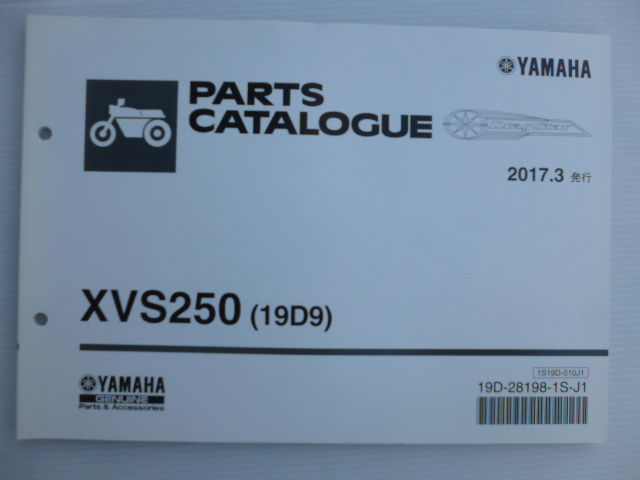 YAMAHA
PARTS
CATALOGUE
DragStar
2017.3 発行
XVS250 (19D9)
YAMAHA
GENUINE
Parts & Accessories
1S19D-010J1
19D-28198-1S-J1